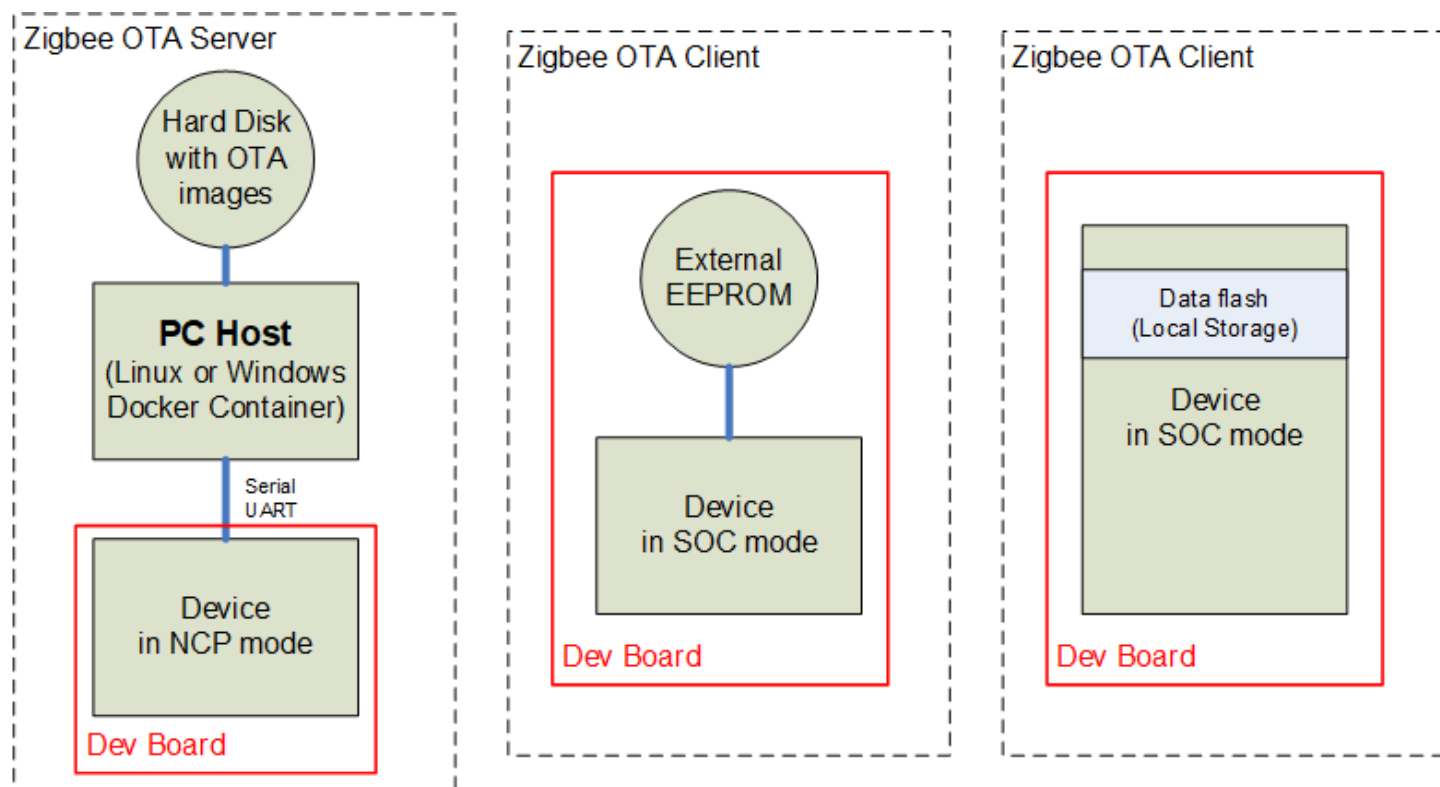 Zigbee OTA Server
Hard Disk
with OTA
images
PC Host
(Linux or Windows
Docker Container)
Serial
UART
Device
in NCP mode
Dev Board
Zigbee OTA Client
External
EEPROM
Device
in SOC mode
Dev Board
Zigbee OTA Client
Data flash
(Local Storage)
Device
in SOC mode
Dev Board